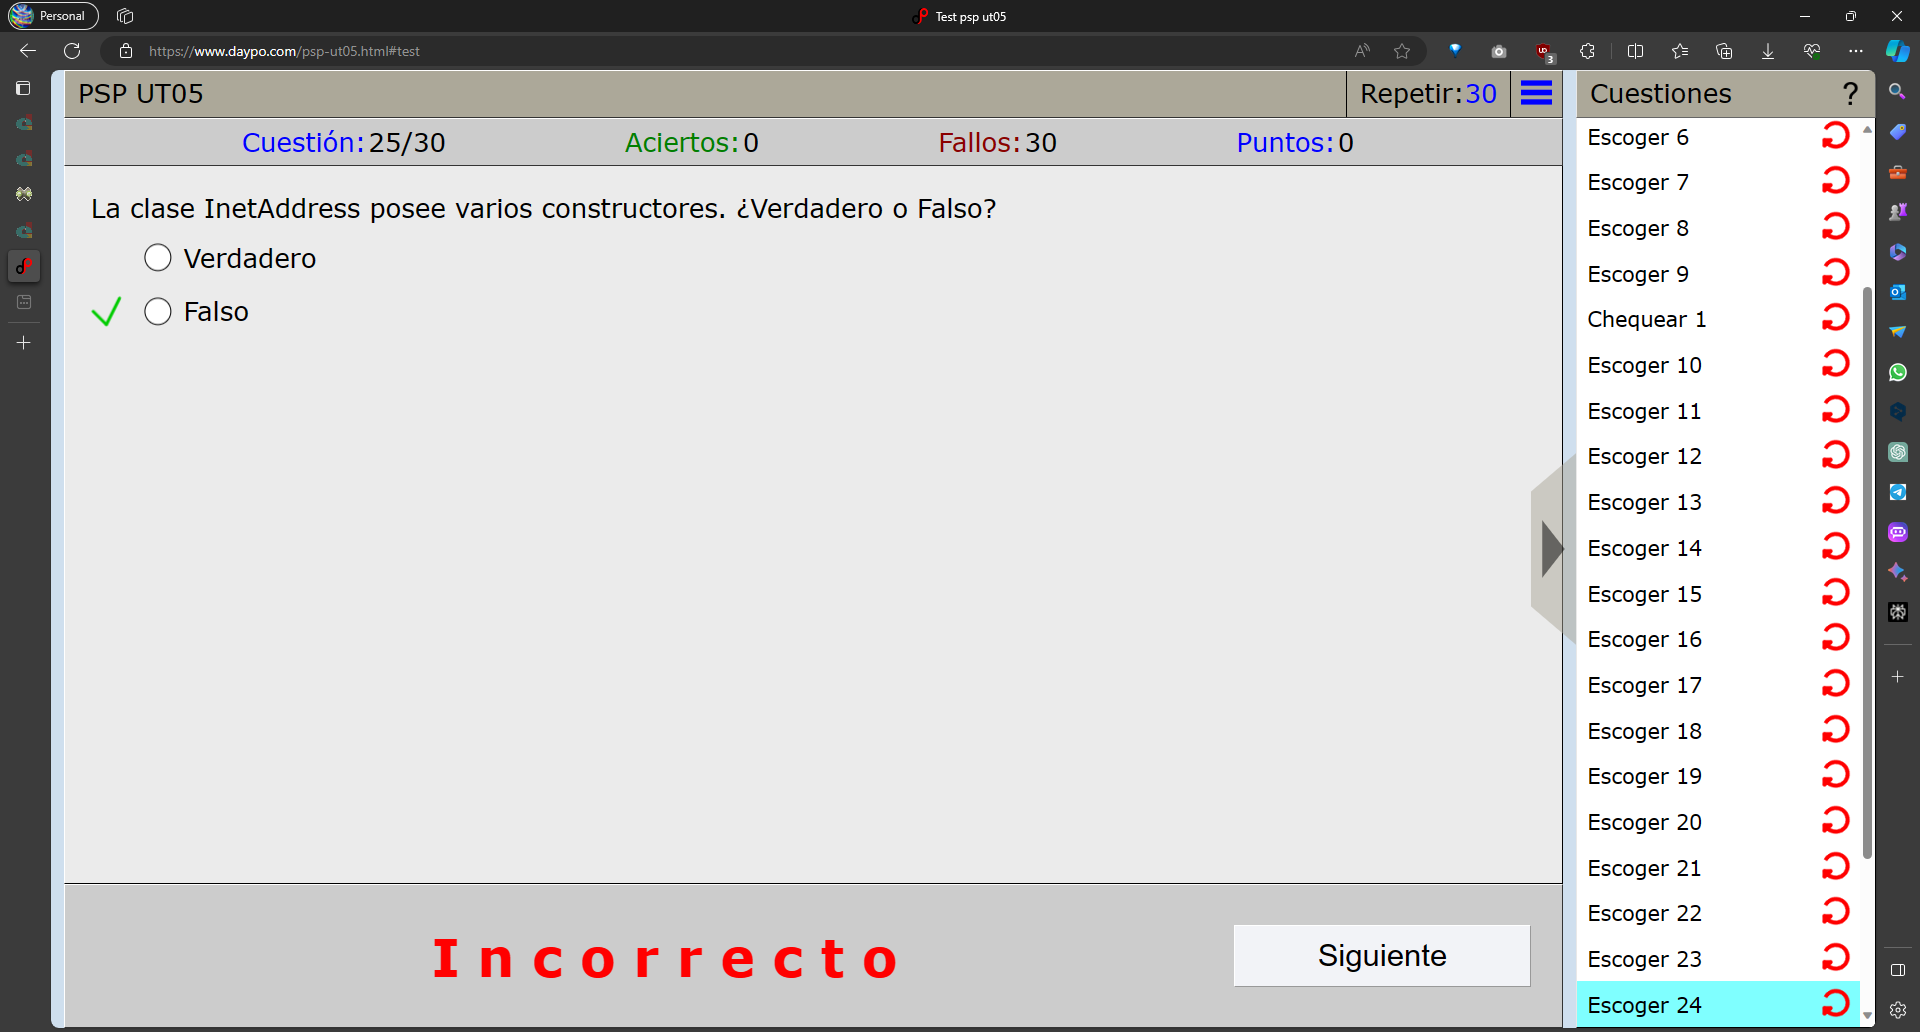 Personal
Test psp ut05
https://www.daypo.com/psp-ut05.html#test
3
PSP UT05
Repetir:30
Cuestiones
?
Cuestión:25/30
Aciertos:0
Fallos:30
Puntos:0
La clase InetAddress posee varios constructores. ¿Verdadero o Falso?
Verdadero
Falso
Incorrecto
Siguiente
Escoger 6
Escoger 7
Escoger 8
Escoger 9
Chequear 1
Escoger 10
Escoger 11
Escoger 12
Escoger 13
Escoger 14
Escoger 15
Escoger 16
Escoger 17
Escoger 18
Escoger 19
Escoger 20
Escoger 21
Escoger 22
Escoger 23
Escoger 24